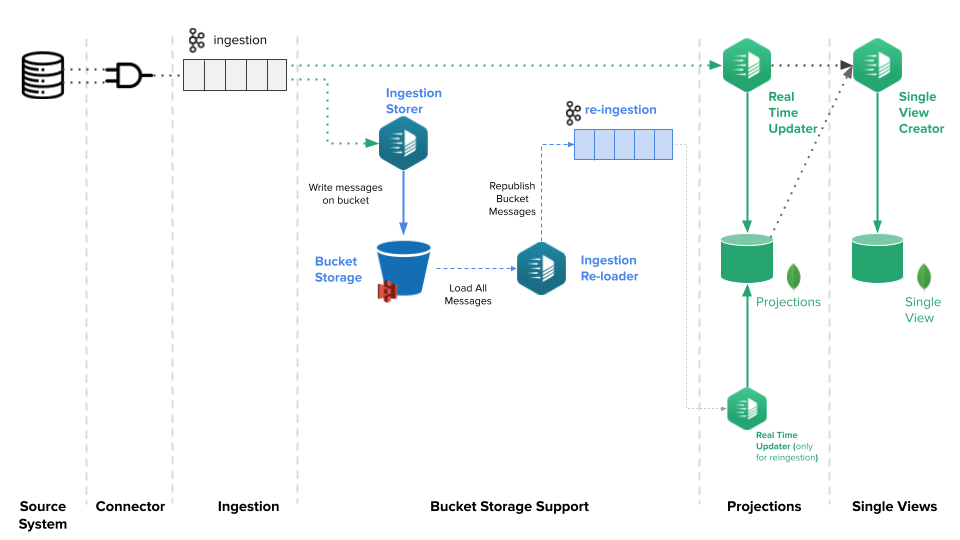 ingestion
Ingestion
Storer
re-ingestion
Real
Time
Updater
Single
View
Creator
Write messages
on bucket
Republish
Bucket
Messages
Bucket
Storage
Load All
Messages
Ingestion
Re-loader
Projections
Single
View
Real Time
Updater (only
for reingestion)
Source
System
Connector
Ingestion
Bucket Storage Support
Projections
Single Views